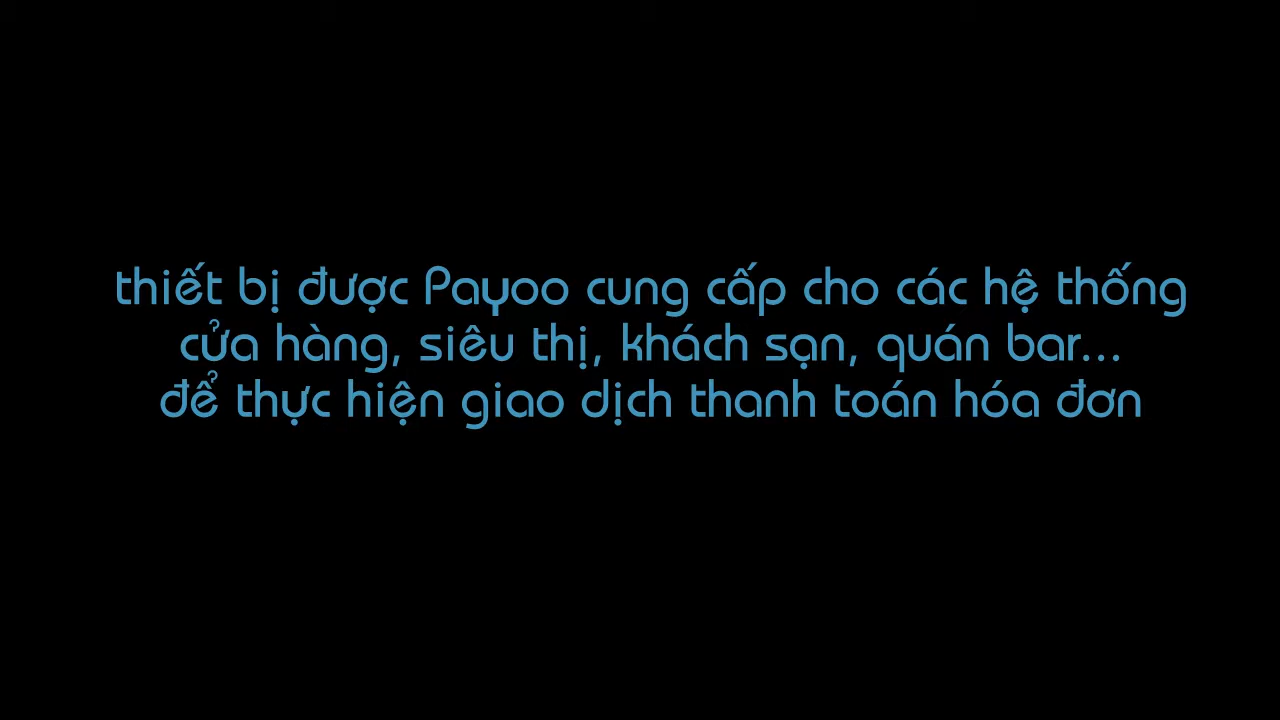 thiết bị được Payoo cung cấp cho các hệ thống
cửa hàng, siêu thị, khách sạn, quán bar...
để thực hiện giao dịch thanh toán hóa đơn